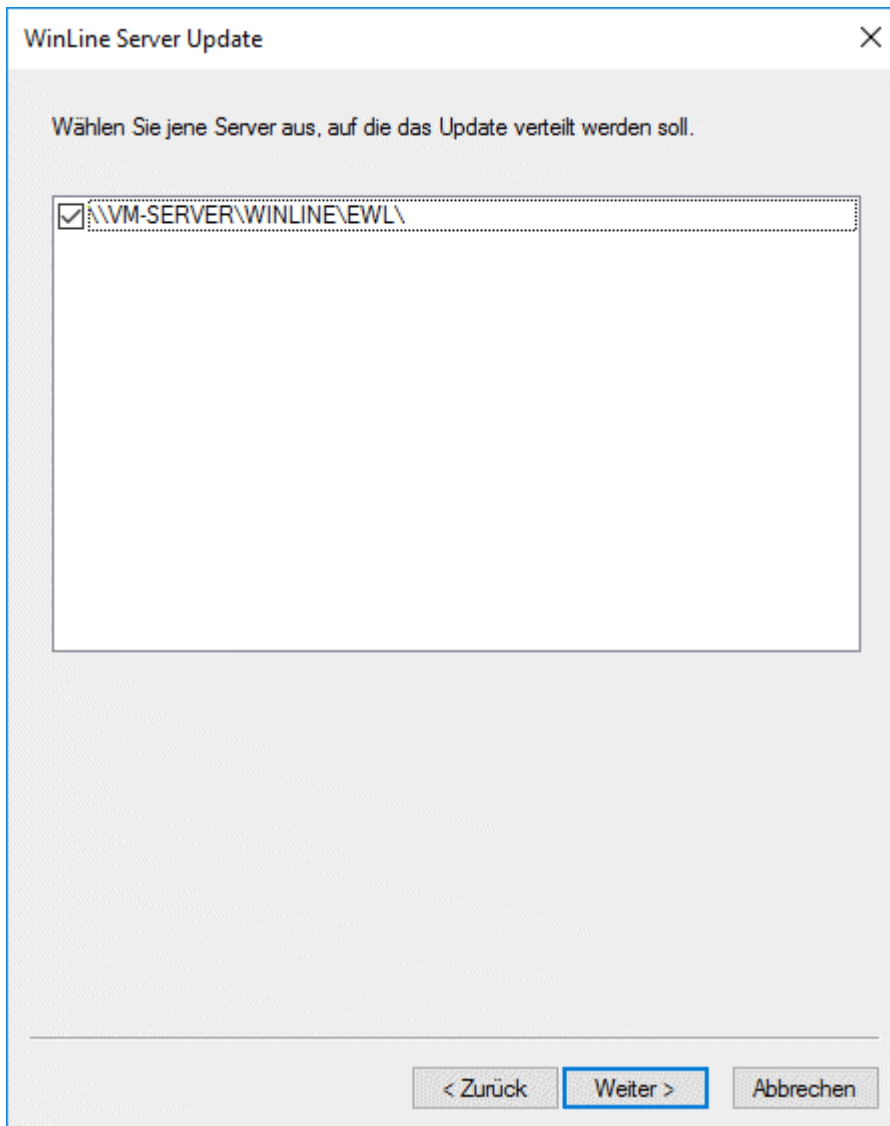 WinLine Server Update
Wählen Sie jene Server aus, auf die das Update verteilt werden soll.
\\VM-SERVER\WINLINE\EWL\
< Zurück Weiter > Abbrechen